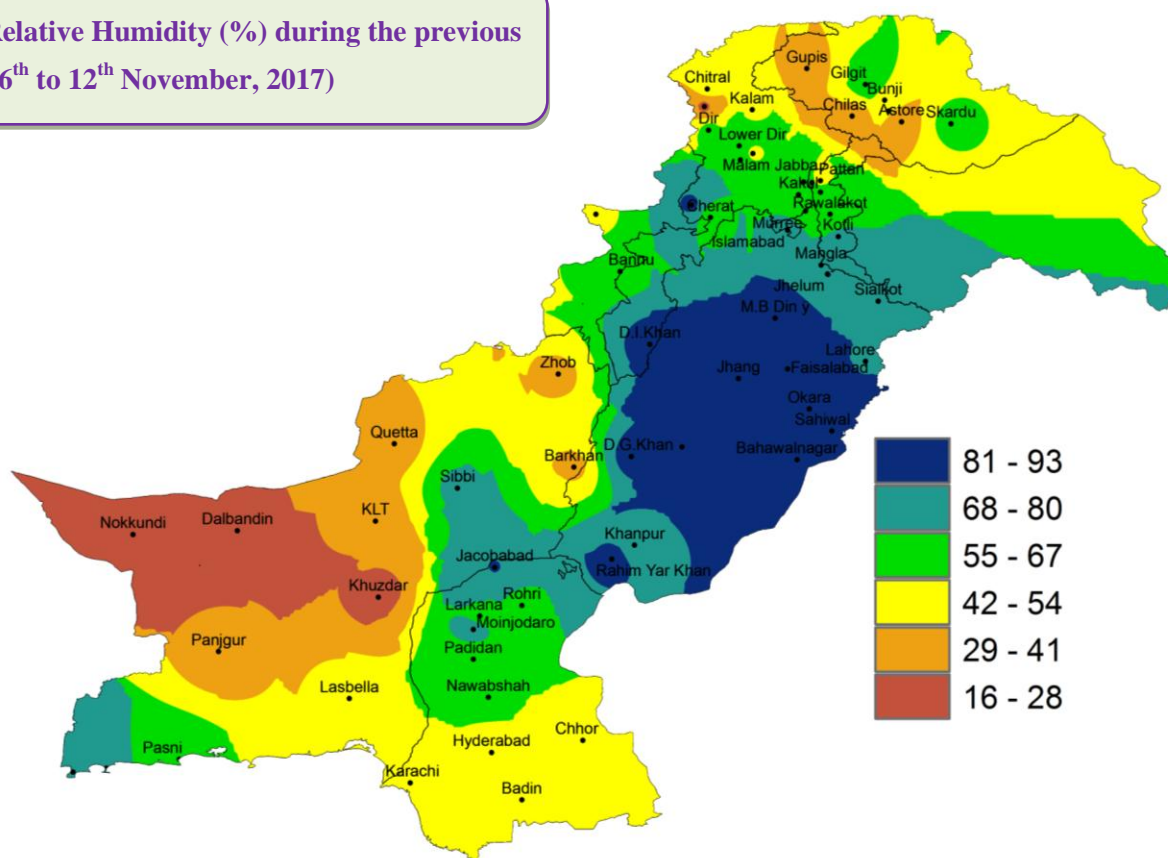 Relative Humidity (%) during the previous
(6th to 12th November, 2017)
Gupis
Gilgit
Chitral
Bunji
Kalam
Chilas
Astore
Skardu
Dir
Lower Dir
Malam Jabba
Pattan
Kakul
Cherat
Rawalakot
Murree
Kotli
Islamabad
Mangla
Bannu
Jhelum
Sialkot
M.B Din y
D.I.Khan
Lahore
Zhob
Jhang
Faisalabad
Okara
Sahiwal
Quetta
D.G.Khan
Bahawalnagar
Barkhan
Sibbi
KLT
Nokkundi
Dalbandin
Khanpur
Jacobabad
Rahim Yar Khan
Khuzdar
Rohri
Larkana
Moinjodaro
Panjgur
Padidan
Lasbella
Nawabshah
Chhor
Pasni
Hyderabad
Karachi
Badin
81 - 93
68 - 80
55 - 67
42 - 54
29 - 41
16 - 28